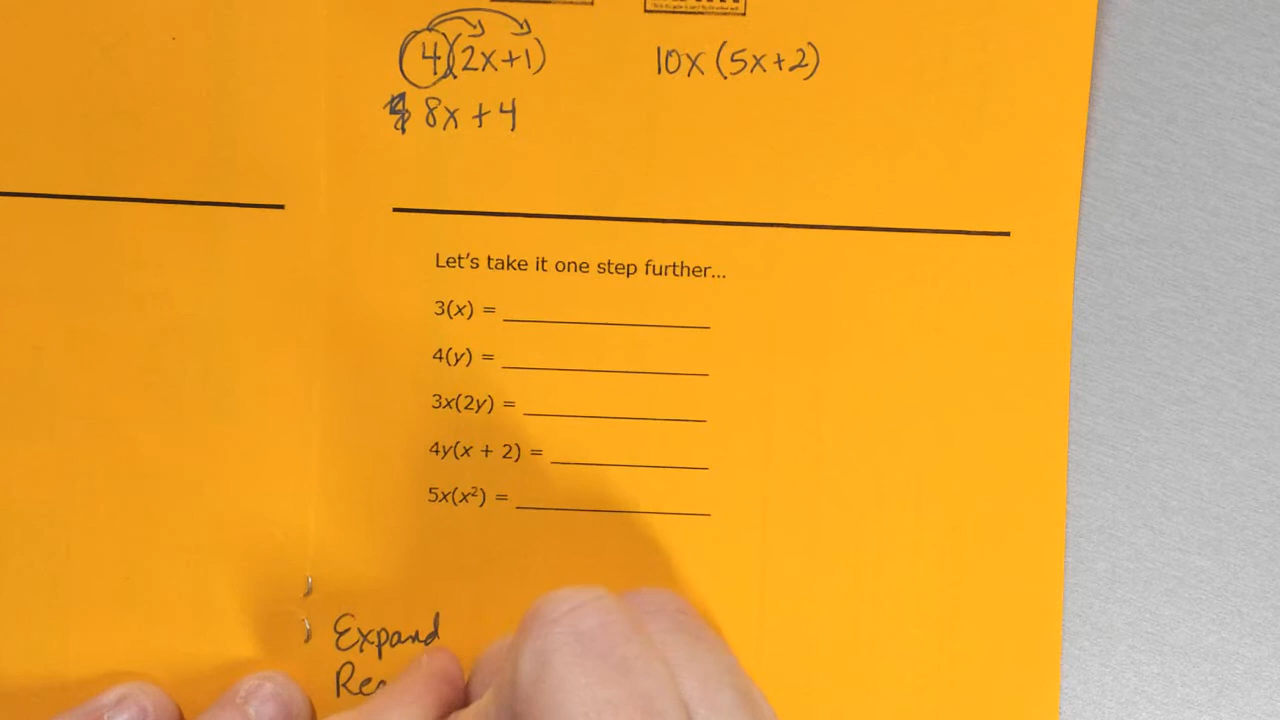 4(2x+1)
10x(5x+2)
8x + 4
Let's take it one step further...
3(x) =
4(y) =
3x(2y) =
4y(x + 2) =
5x(x²) =
Expand